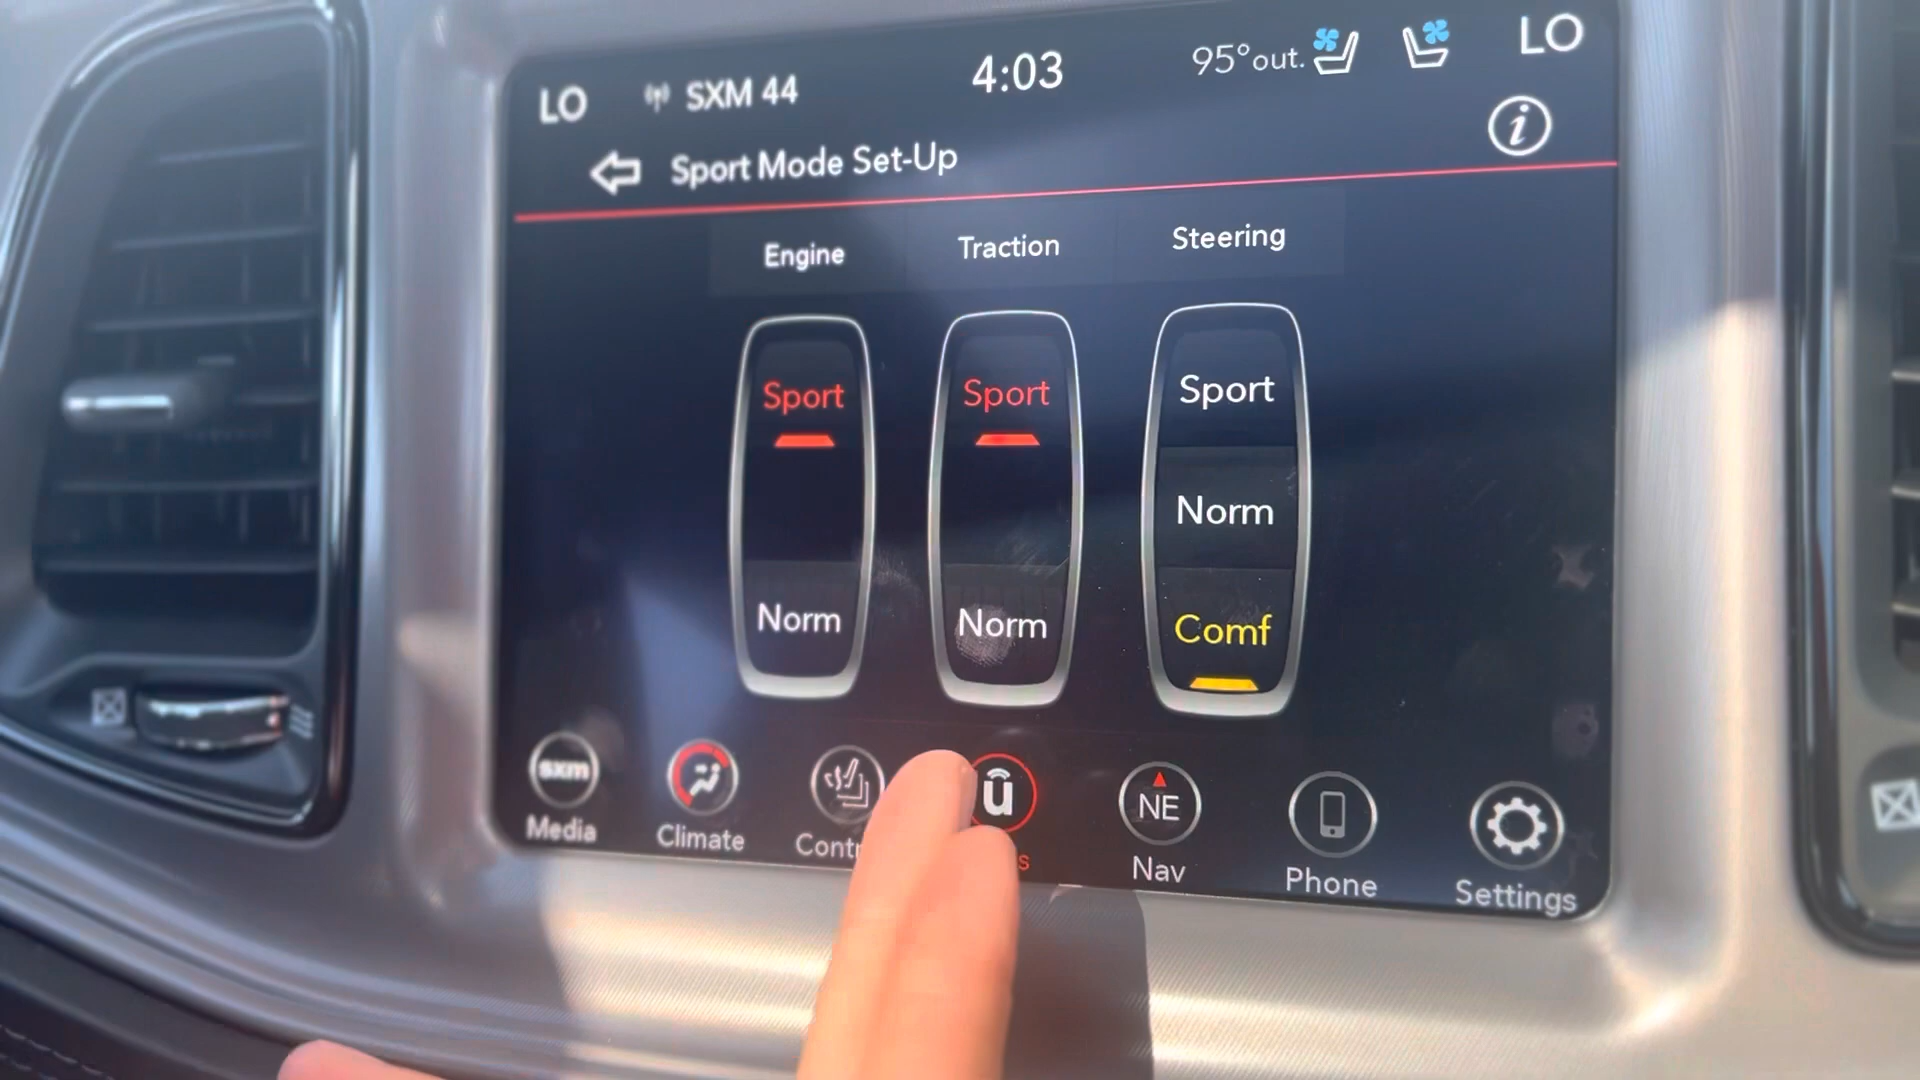 LO SXM 44 4:03 95°out. LO
Sport Mode Set-Up i
Engine Traction Steering
Sport Sport Sport
Norm
Norm Norm Comf
sxm u NE
Media Climate Nav Phone Settings